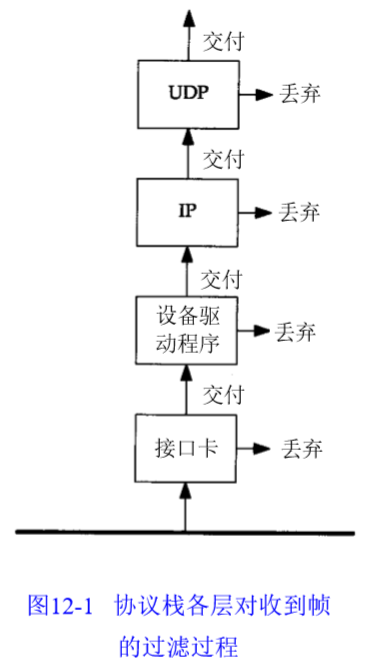 交付
UDP
丢弃
交付
IP
丢弃
交付
设备驱
动程序
丢弃
交付
接口卡
丢弃
图12-1 协议栈各层对收到帧
的过滤过程